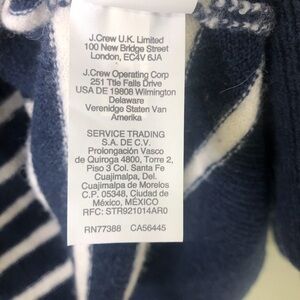 J.Crew U.K. Limited
100 New Bridge Street
London, EC4V 6JA
J.Crew Operating Corp
251 Ttle Falls Drive
USA DE 19808 Wilmington
Delaware
Verenidge Staten Van
Amerika
SERVICE TRADING
S.A. DE C.V.
Prolongación Vasco
de Quiroga 4800, Torre 2,
Piso 3 Col. Santa Fe
Cuajimalpa, Del.
Cuajimalpa de Morelos
C.P. 05348, Ciudad de
México, MÉXICO
RFC: STR921014AR0
RN77388 CA56445